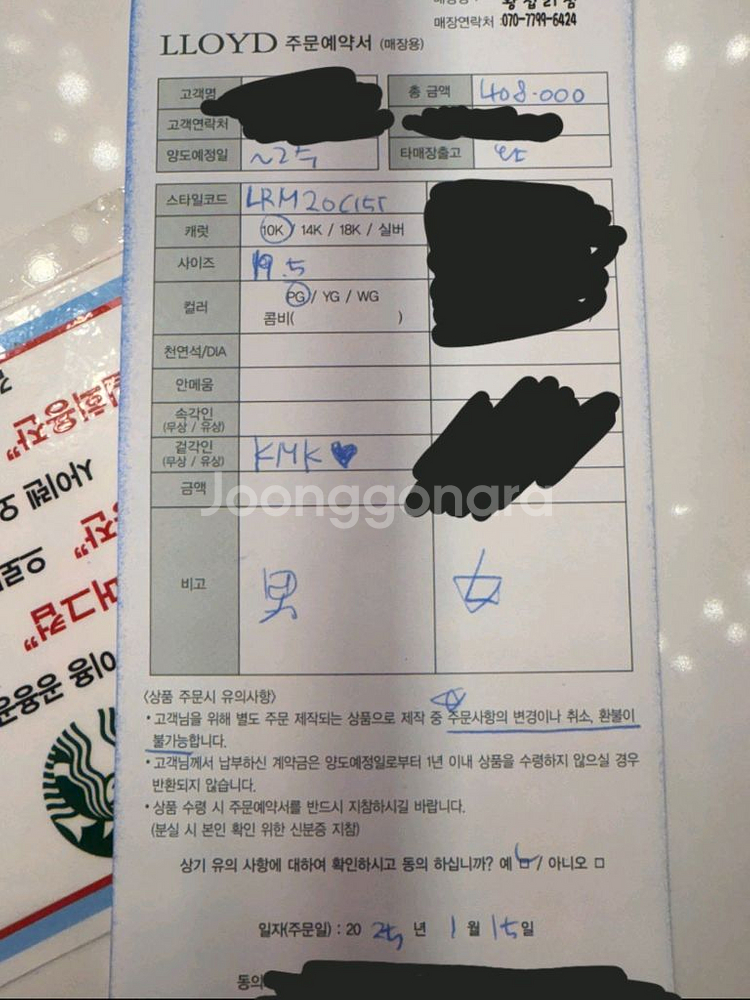 매장연락처 :070-7799-6424
LLOYD 주문예약서 (매장용)
고객명
총 금액 408.000
고객연락처
양도예정일 ~2주
타매장출고
스타일코드 LRM20C155
캐럿 10K / 14K / 18K / 실버
사이즈 19.5
컬러 PG / YG / WG
콤비( )
천연석/DIA
안메움
속각인
(무상 / 유상)
겉각인 KMK♥
(무상 / 유상)
금액
Joonggonara
비고 男 女
〈상품 주문시 유의사항〉
• 고객님을 위해 별도 주문 제작되는 상품으로 제작 중 주문사항의 변경이나 취소, 환불이
불가능합니다.
• 고객님께서 납부하신 계약금은 양도예정일로부터 1년 이내 상품을 수령하지 않으실 경우
반환되지 않습니다.
• 상품 수령 시 주문예약서를 반드시 지참하시길 바랍니다.
(분실 시 본인 확인 위한 신분증 지참)
상기 유의 사항에 대하여 확인하시고 동의 하십니까? 예 □ / 아니오 □
일자(주문일) : 20 25 년 1 월 15 일
동의
사이렌 오